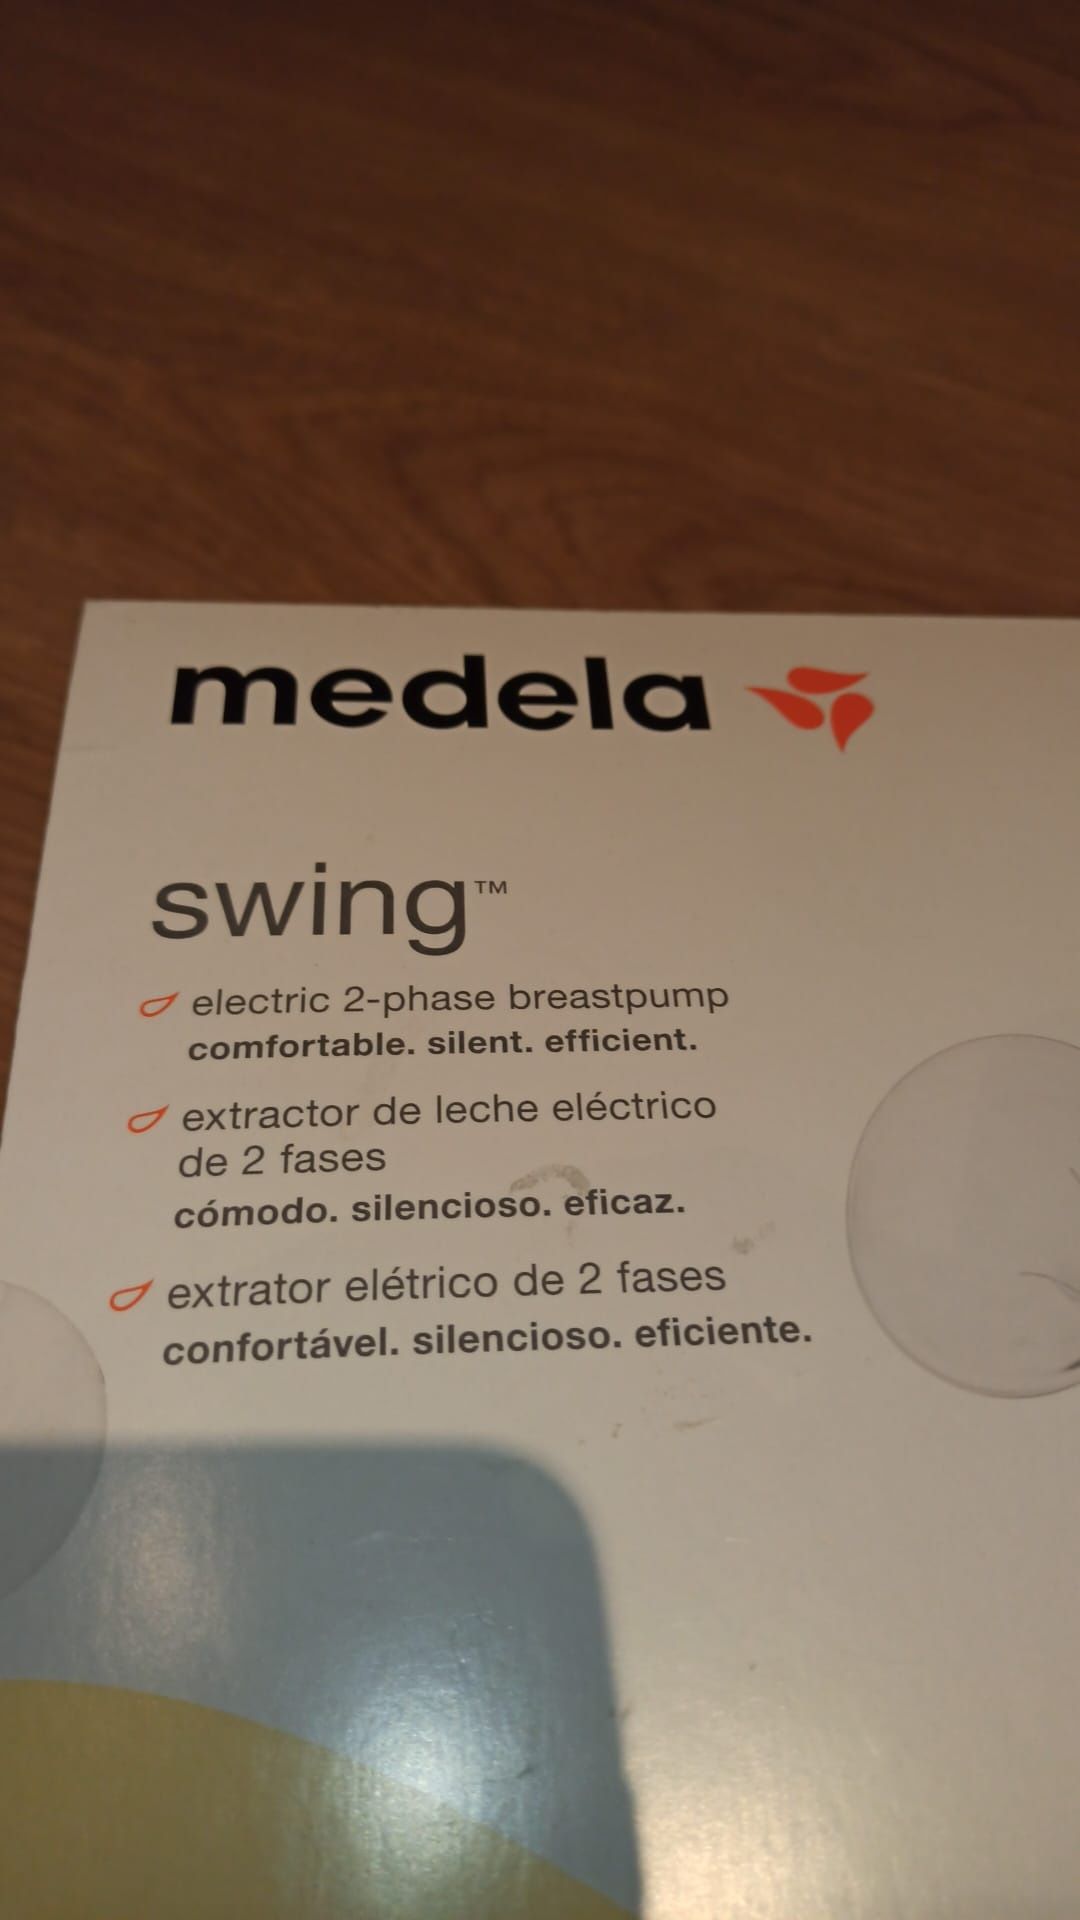 medela
swing™
electric 2-phase breastpump
comfortable. silent. efficient.
extractor de leche eléctrico
de 2 fases
cómodo. silencioso. eficaz.
extrator elétrico de 2 fases
confortável. silencioso. eficiente.